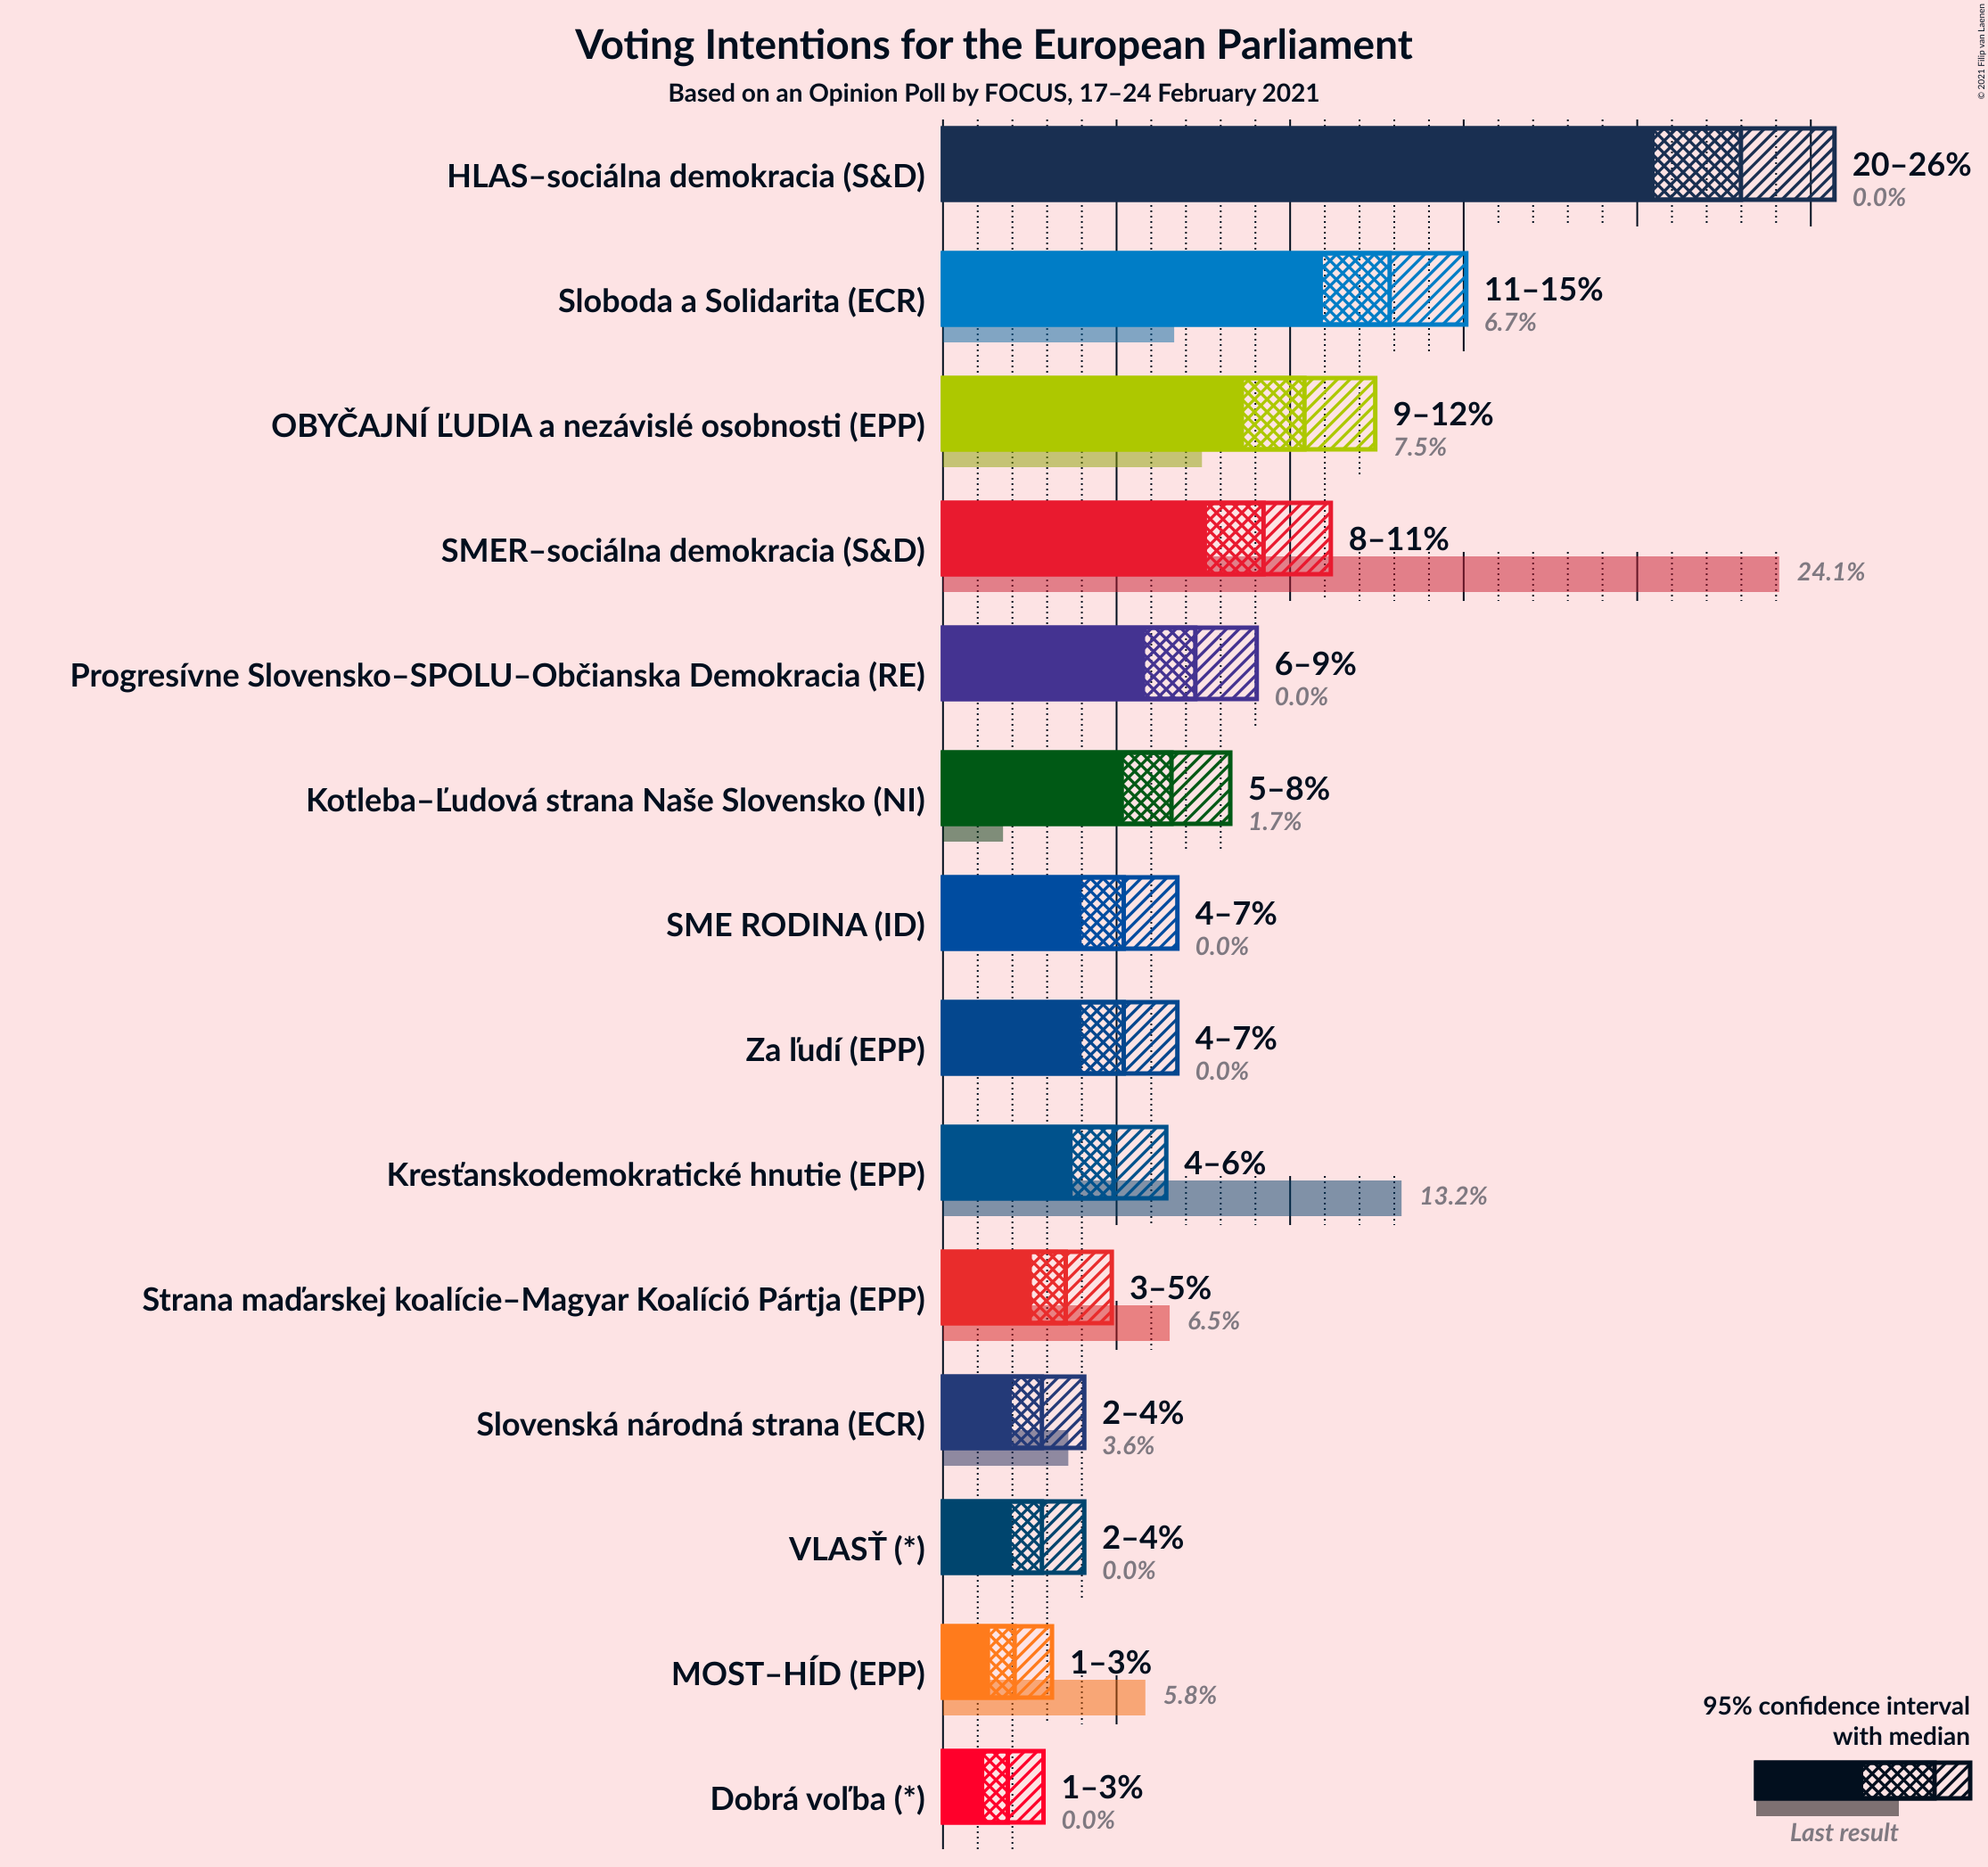 Voting Intentions for the European Parliament
Based on an Opinion Poll by FOCUS, 17–24 February 2021
© 2021 Filip van Laenen
HLAS–sociálna demokracia (S&D)
20–26%
0.0%
Sloboda a Solidarita (ECR)
11–15%
6.7%
OBYČAJNÍ ĽUDIA a nezávislé osobnosti (EPP)
9–12%
7.5%
SMER–sociálna demokracia (S&D)
8–11%
24.1%
Progresívne Slovensko–SPOLU–Občianska Demokracia (RE)
6–9%
0.0%
Kotleba–Ľudová strana Naše Slovensko (NI)
5–8%
1.7%
SME RODINA (ID)
4–7%
0.0%
Za ľudí (EPP)
4–7%
0.0%
Kresťanskodemokratické hnutie (EPP)
4–6%
13.2%
Strana maďarskej koalície–Magyar Koalíció Pártja (EPP)
3–5%
6.5%
Slovenská národná strana (ECR)
2–4%
3.6%
VLASŤ (*)
2–4%
0.0%
MOST–HÍD (EPP)
1–3%
5.8%
Dobrá voľba (*)
1–3%
0.0%
95% confidence interval
with median
Last result